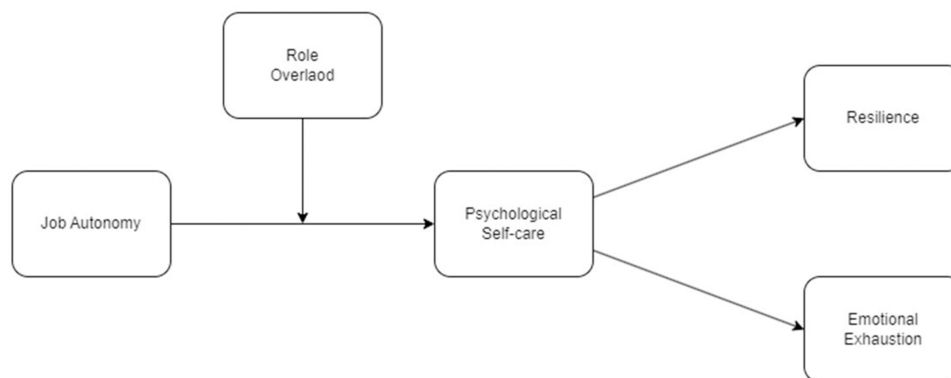 Role
Overlaod
Resilience
Job Autonomy
Psychological
Self-care
Emotional
Exhaustion